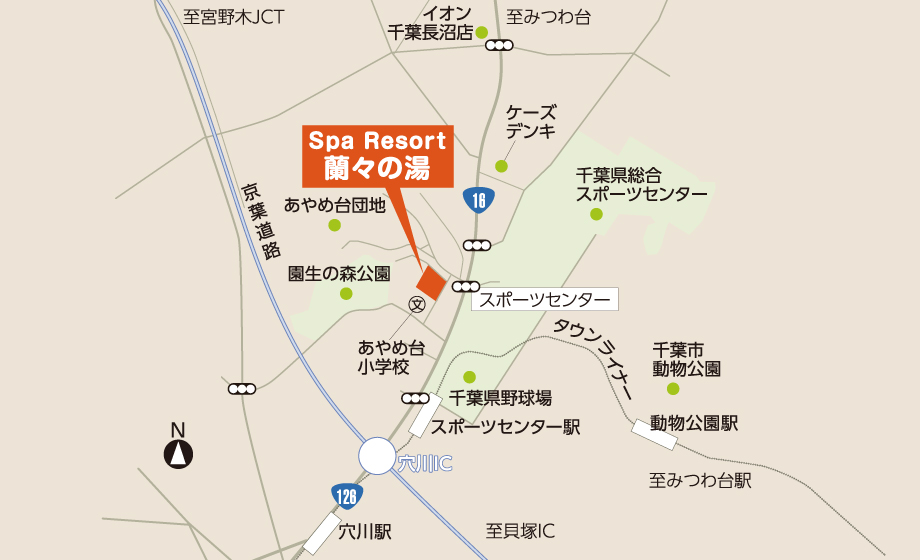 至宮野木JCT
イオン
千葉長沼店
至みつわ台
ケーズ
デンキ
Spa Resort
蘭々の湯
千葉県総合
スポーツセンター
16
京葉道路
あやめ台団地
園生の森公園
スポーツセンター
文
タウンライナー
あやめ台
小学校
千葉市
動物公園
千葉県野球場
スポーツセンター駅
動物公園駅
N
穴川IC
至みつわ台駅
126
穴川駅
至貝塚IC